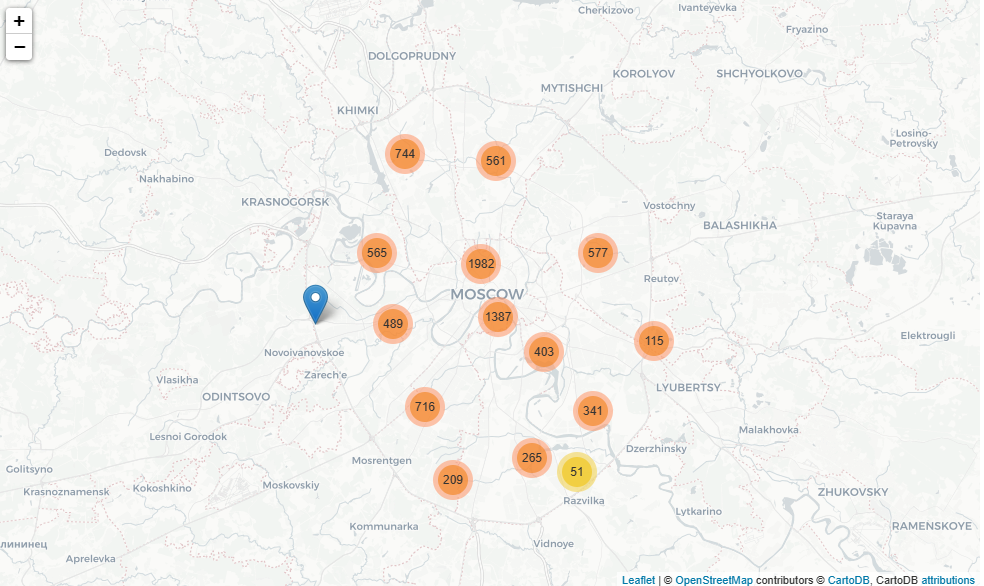 +
−
Cherkizovo
Ivanteyevka
Fryazino
DOLGOPRUDNY
KOROLYOV
SHCHYOLKOVO
MYTISHCHI
KHIMKI
Losino-
Petrovsky
Dedovsk
744
561
Nakhabino
KRASNOGORSK
Vostochny
BALASHIKHA
Staraya
Kupavna
565
577
1982
Reutov
MOSCOW
1387
489
Elektrougli
115
403
Novoivanovskoe
Zarech'e
Vlasikha
LYUBERTSY
ODINTSOVO
716
341
Malakhovka
Lesnoi Gorodok
Dzerzhinsky
Mosrentgen
265
Golitsyno
51
209
Moskovskiy
Kokoshkino
Krasnoznamensk
ZHUKOVSKY
Razvilka
Lytkarino
Kommunarka
RAMENSKOYE
Vidnoye
лининец
Aprelevka
Leaflet | © OpenStreetMap contributors © CartoDB, CartoDB attributions